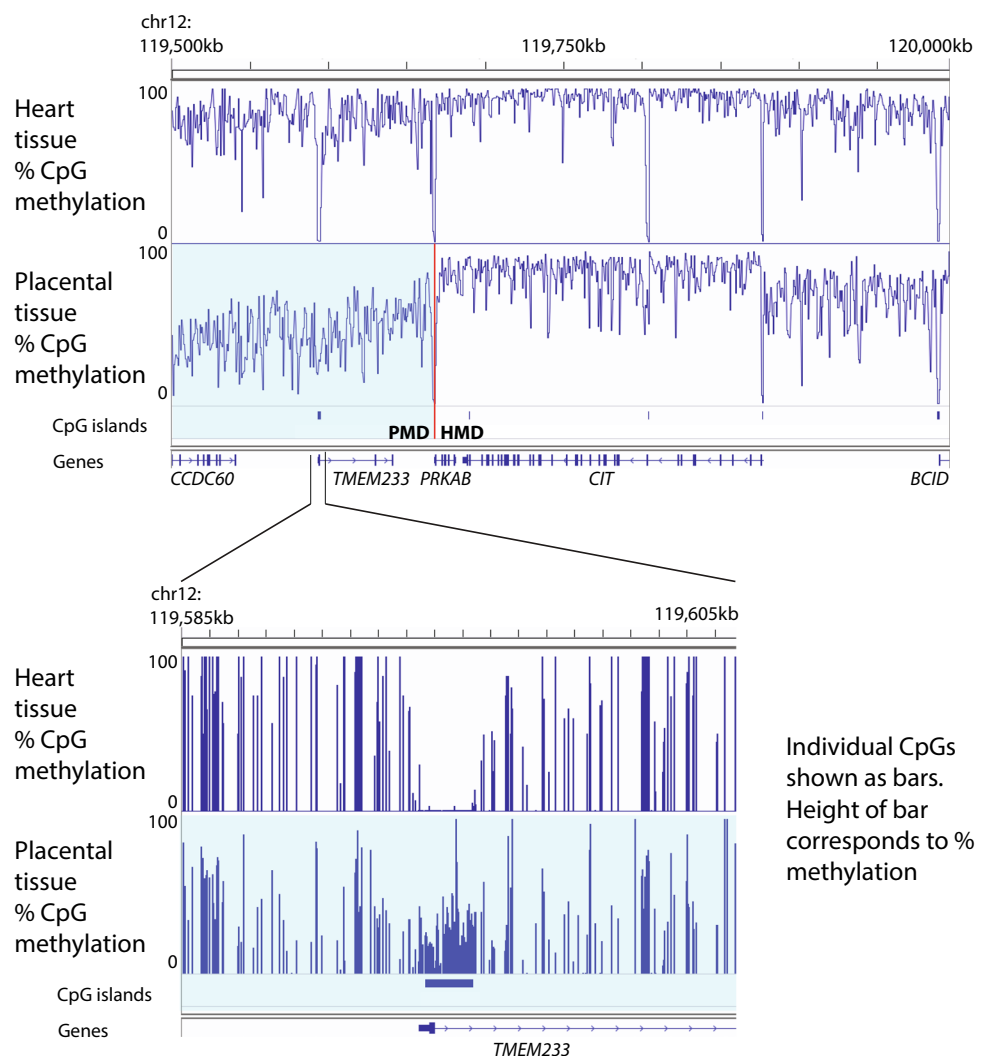 chr12:
119,500kb 119,750kb 120,000kb
Heart
tissue
% CpG
methylation
100
0
Placental
tissue
% CpG
methylation
100
0
CpG islands
PMD HMD
Genes
CCDC60 TMEM233 PRKAB CIT BCID
chr12:
119,585kb 119,605kb
Heart
tissue
% CpG
methylation
100
0
Individual CpGs
shown as bars.
Height of bar
corresponds to %
methylation
Placental
tissue
% CpG
methylation
100
0
CpG islands
Genes
TMEM233